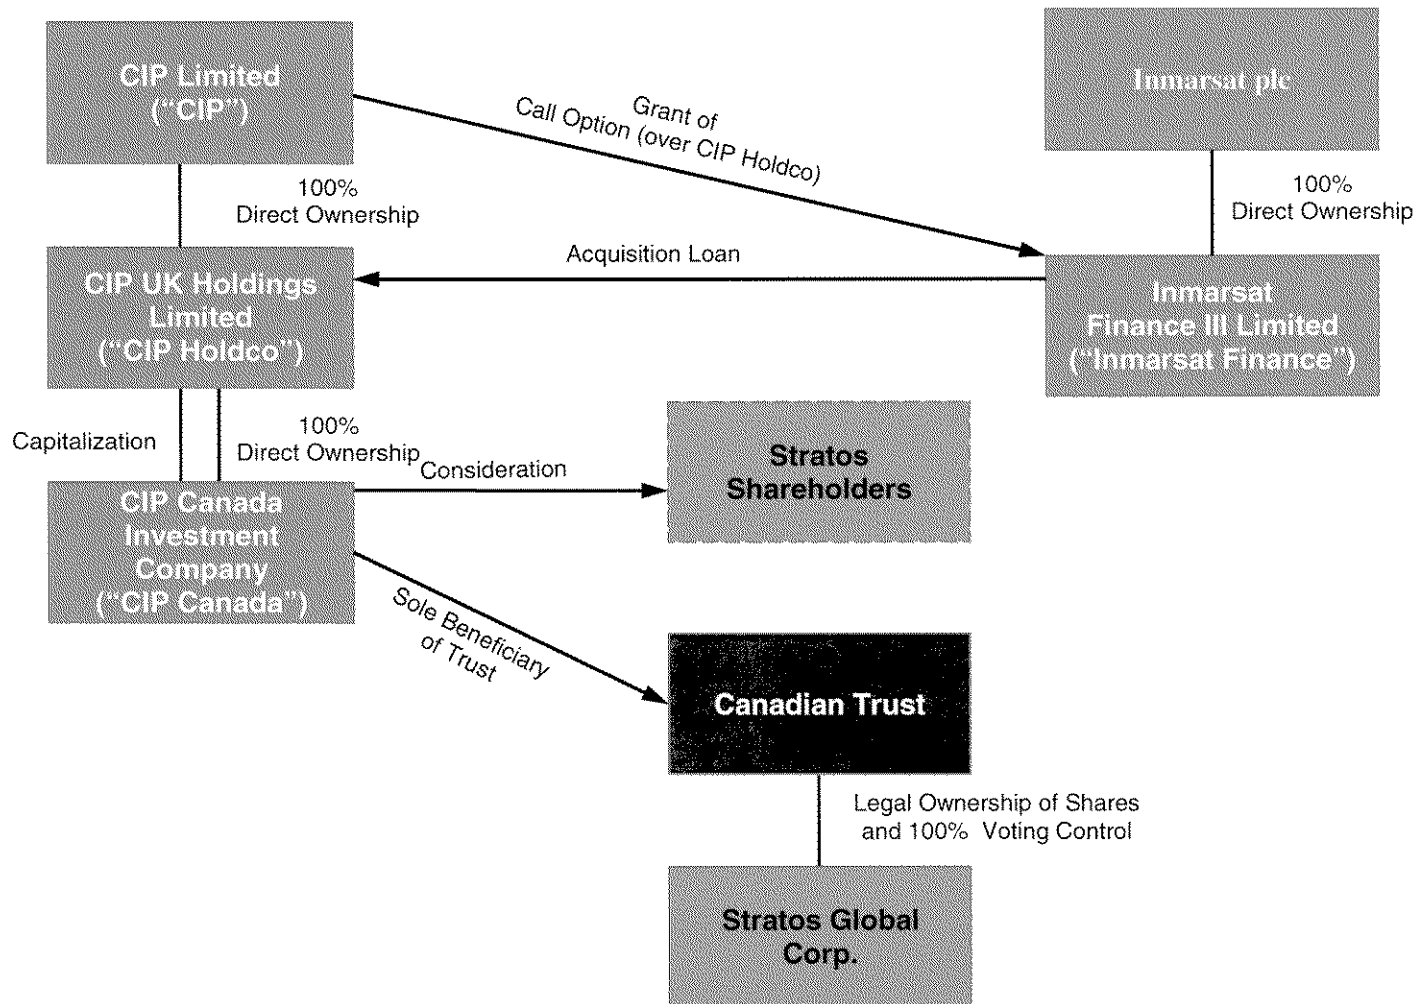 CIP Limited
(“CIP”)
Inmarsat plc
Grant of
Call Option (over CIP Holdco)
100%
Direct Ownership
100%
Direct Ownership
Acquisition Loan
CIP UK Holdings
Limited
(“CIP Holdco”)
Inmarsat
Finance III Limited
(“Inmarsat Finance”)
Capitalization
100%
Direct Ownership
Consideration
Stratos
Shareholders
CIP Canada
Investment
Company
(“CIP Canada”)
Sole Beneficiary
of Trust
Canadian Trust
Legal Ownership of Shares
and 100% Voting Control
Stratos Global
Corp.